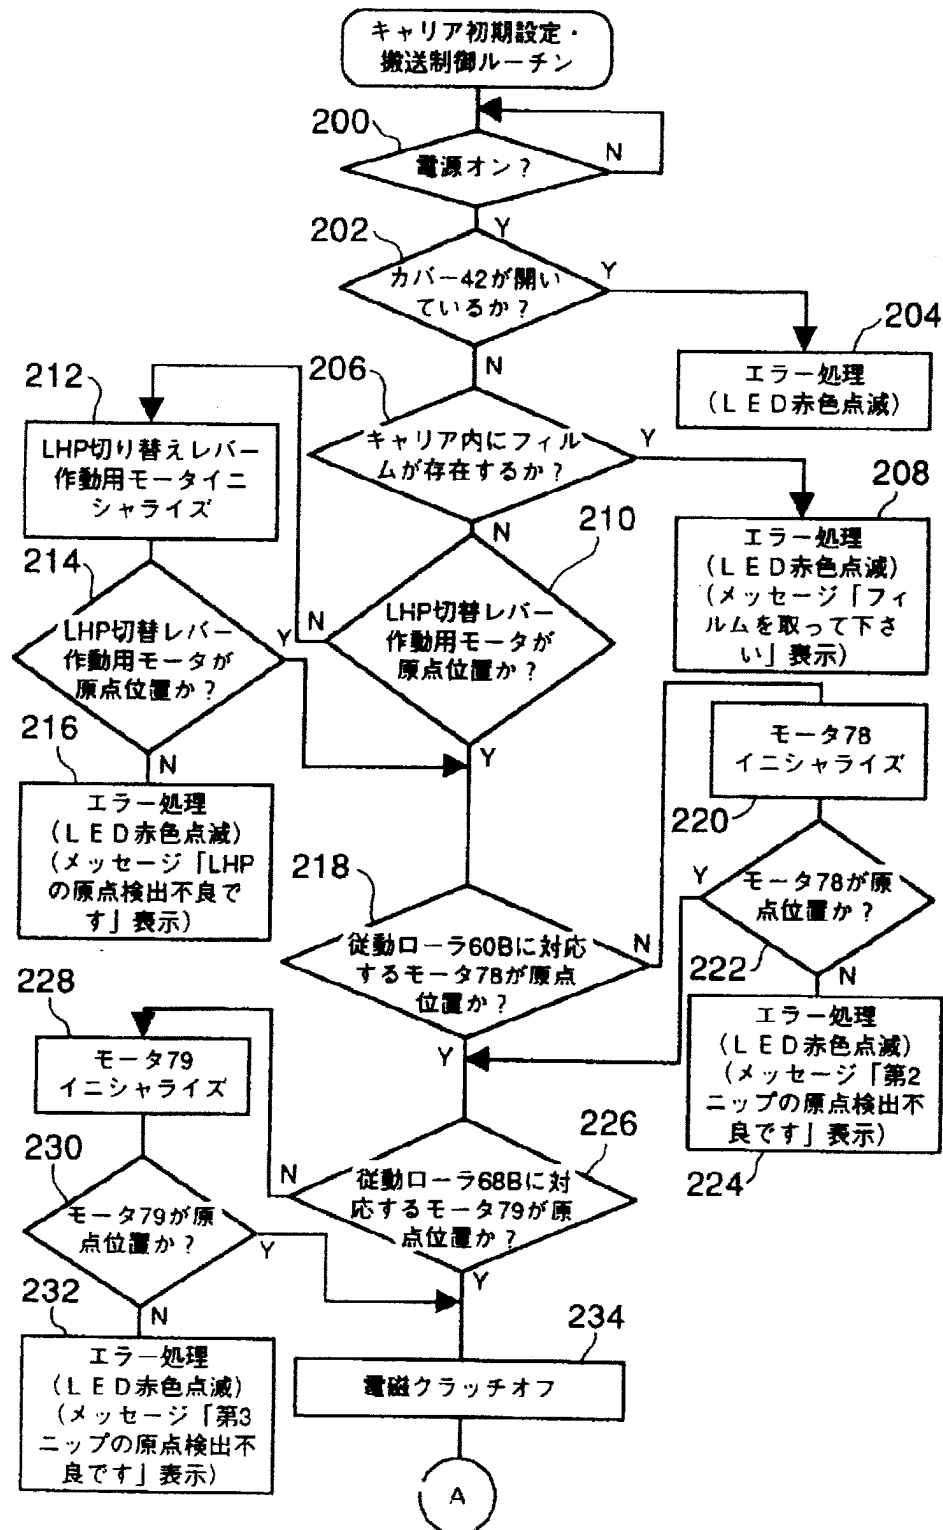 キャリア初期設定・
搬送制御ルーチン
200
電源オン？
N
Y
202
カバー42が開い
ているか？
Y
N
204
エラー処理
（ＬＥＤ赤色点滅）
206
キャリア内にフィル
ムが存在するか？
Y
N
208
エラー処理
（ＬＥＤ赤色点滅）
（メッセージ「フィ
ルムを取って下さ
い」表示）
210
LHP切替レバー
作動用モータが
原点位置か？
N
Y
212
LHP切り替えレバー
作動用モータイニ
シャライズ
214
LHP切替レバー
作動用モータが
原点位置か？
Y
N
216
エラー処理
（ＬＥＤ赤色点滅）
（メッセージ「LHP
の原点検出不良で
す」表示）
218
従動ローラ60Bに対応
するモータ78が原点
位置か？
N
Y
モータ78
イニシャライズ
220
モータ78が原
点位置か？
Y
222
N
エラー処理
（ＬＥＤ赤色点滅）
（メッセージ「第2
ニップの原点検出不
良です」表示）
224
226
従動ローラ68Bに対
応するモータ79が原
点位置か？
N
Y
228
モータ79
イニシャライズ
230
モータ79が原
点位置か？
Y
N
232
エラー処理
（ＬＥＤ赤色点滅）
（メッセージ「第3
ニップの原点検出不
良です」表示）
234
電磁クラッチオフ
A